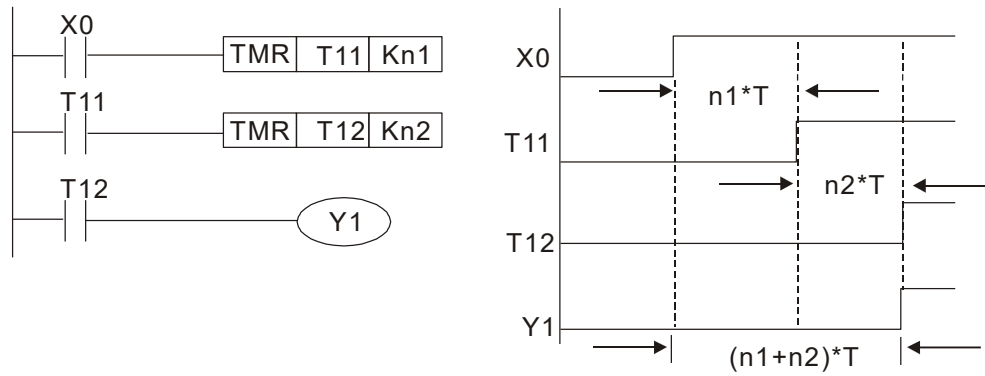 X0
TMR T11 Kn1
T11
TMR T12 Kn2
T12
Y1
X0
n1*T
T11
n2*T
T12
Y1
(n1+n2)*T